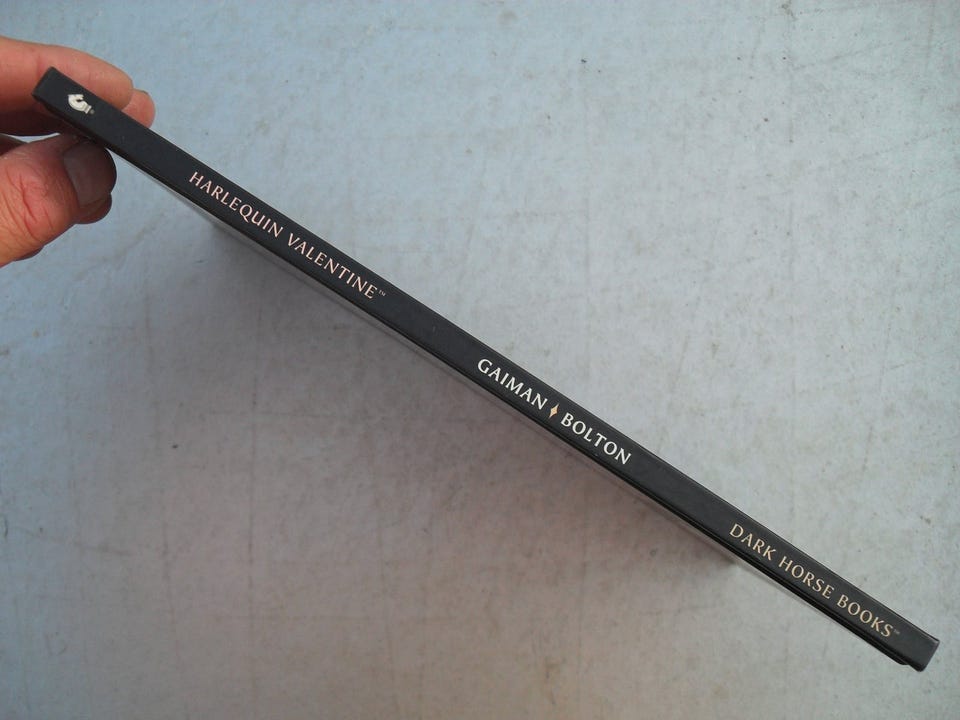 HARLEQUIN VALENTINE™
GAIMAN ♦ BOLTON
DARK HORSE BOOKS™